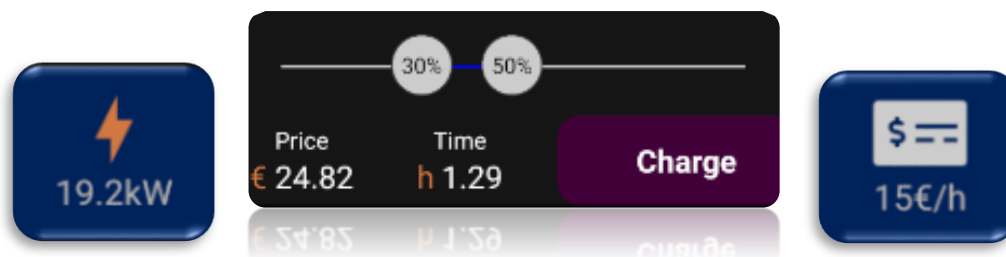 19.2kW
30% 50%
Price Time
€ 24.82 h 1.29
Charge
$
15€/h